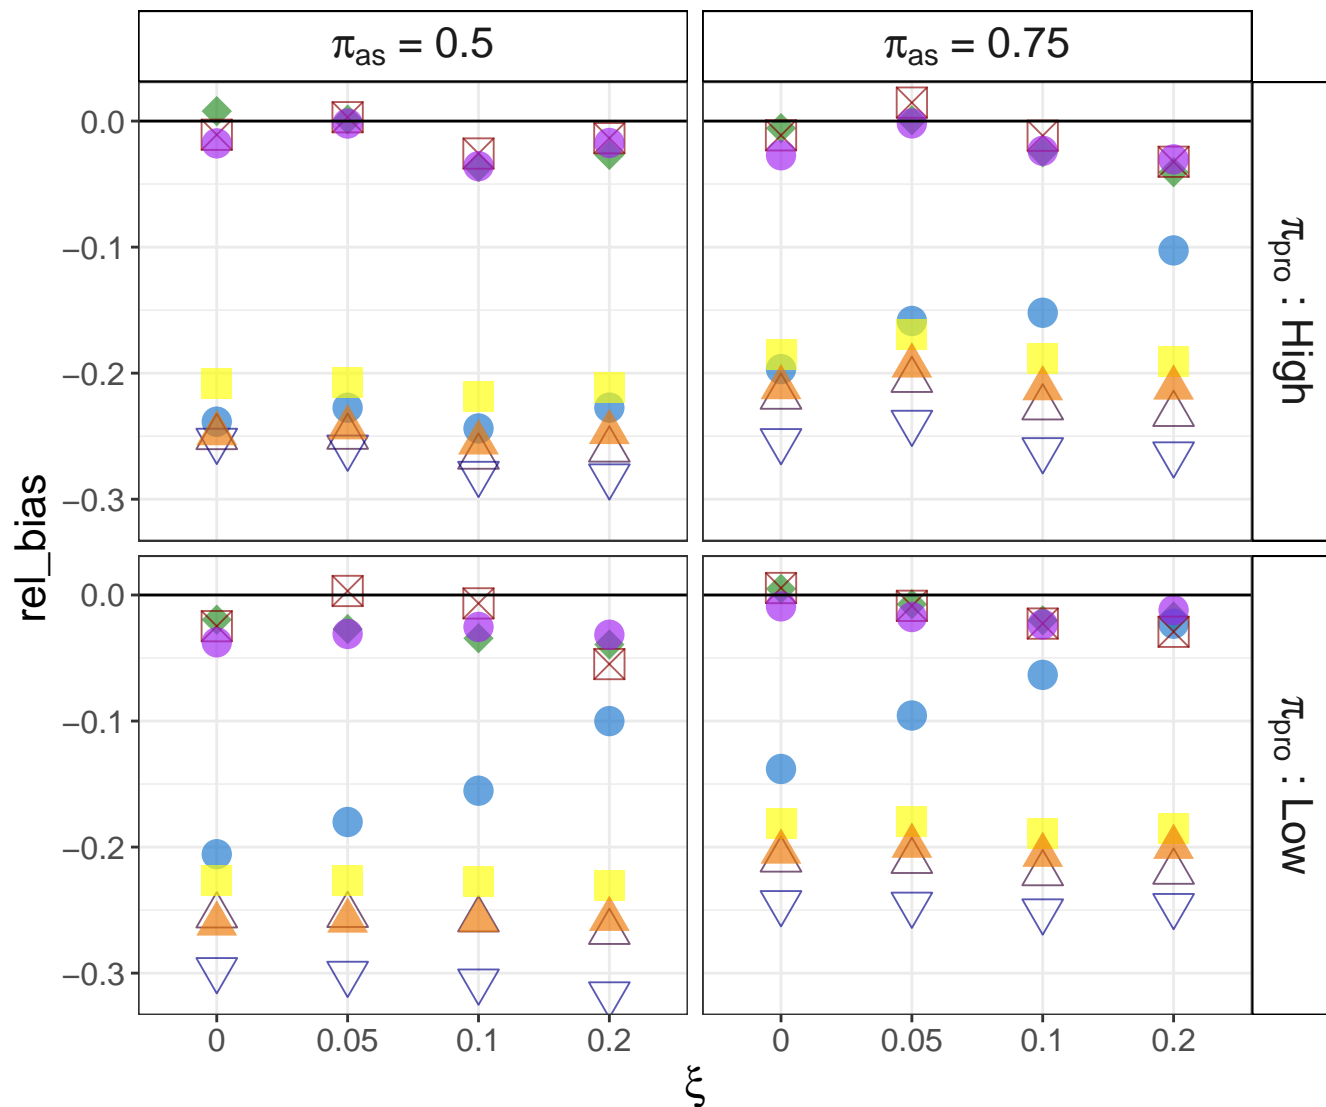 π_as = 0.5
π_as = 0.75
0.0
−0.1
−0.2
−0.3
π_pro : High
rel_bias
0.0
−0.1
−0.2
−0.3
π_pro : Low
0 0.05 0.1 0.2
0 0.05 0.1 0.2
ξ